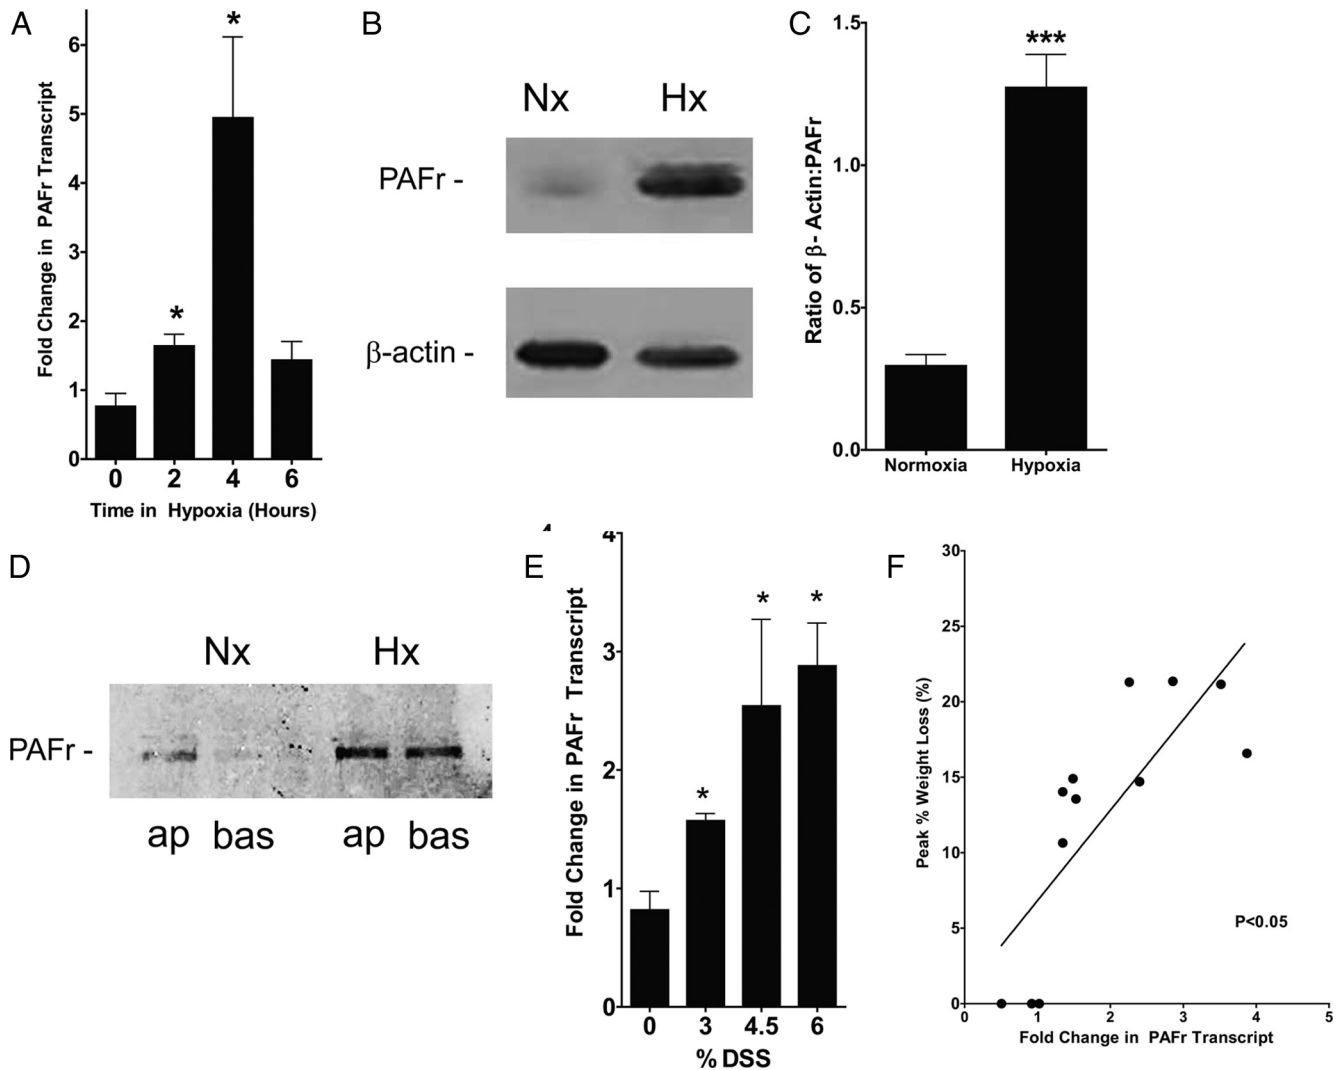 A
Fold Change in PAFr Transcript
6
5
4
3
2
1
0
*
*
0 2 4 6
Time in Hypoxia (Hours)
B
Nx Hx
PAFr -
β-actin -
C
Ratio of β- Actin:PAFr
1.5
1.0
0.5
0.0
***
Normoxia Hypoxia
D
Nx Hx
PAFr -
ap bas ap bas
E
Fold Change in PAFr Transcript
4
3
2
1
0
* * *
0 3 4.5 6
% DSS
F
Peak % Weight Loss (%)
30
25
20
15
10
5
0
P<0.05
0 1 2 3 4 5
Fold Change in PAFr Transcript